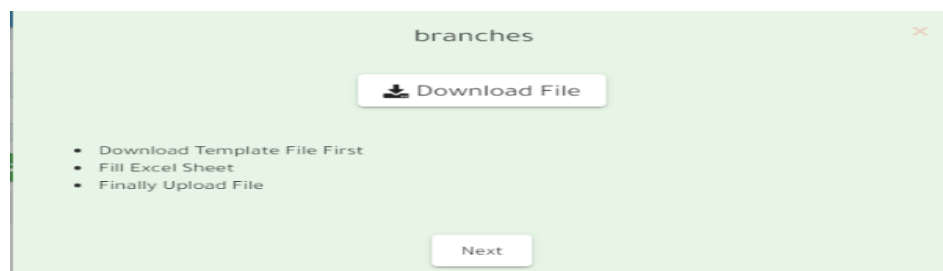 branches
Download File
Download Template File First
Fill Excel Sheet
Finally Upload File
Next